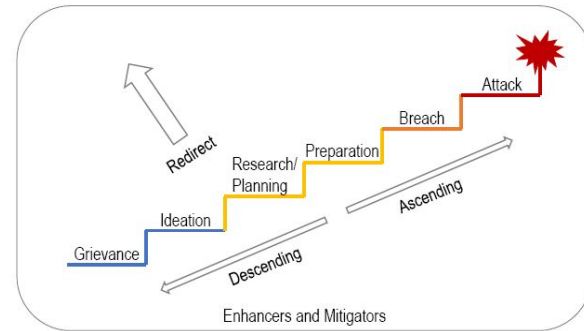 Attack
Breach
Preparation
Research/
Planning
Ideation
Grievance
Redirect
Ascending
Descending
Enhancers and Mitigators